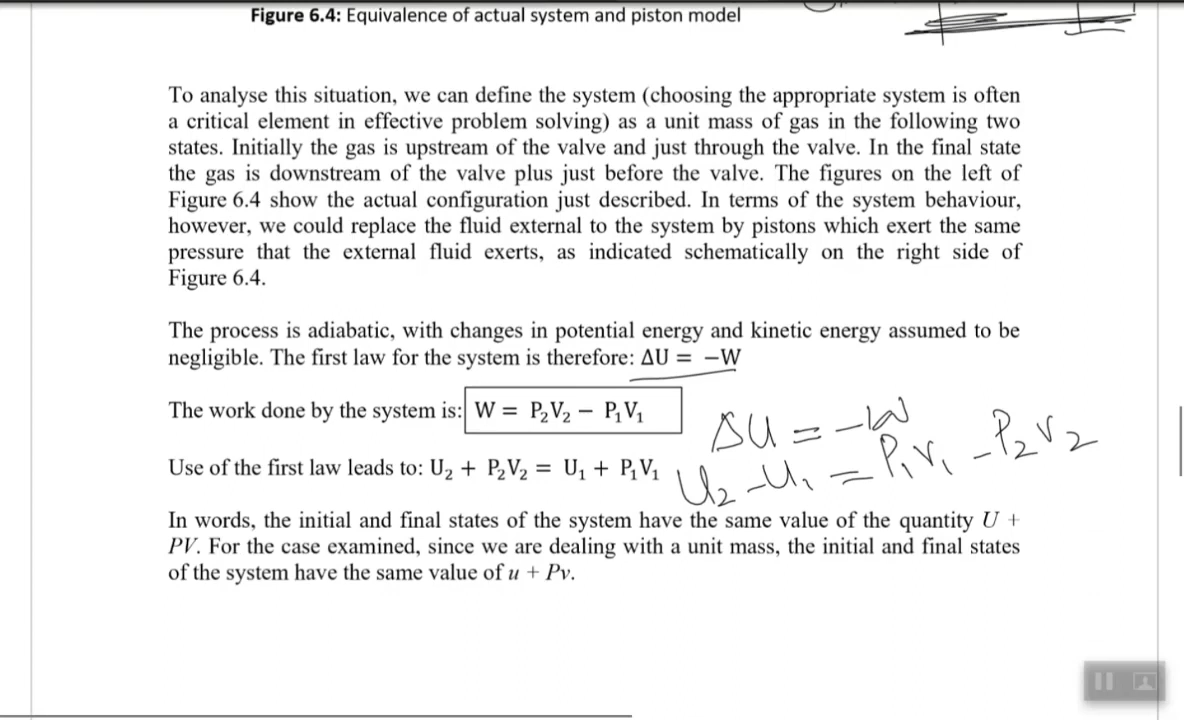 Figure 6.4: Equivalence of actual system and piston model
To analyse this situation, we can define the system (choosing the appropriate system is often
a critical element in effective problem solving) as a unit mass of gas in the following two
states. Initially the gas is upstream of the valve and just through the valve. In the final state
the gas is downstream of the valve plus just before the valve. The figures on the left of
Figure 6.4 show the actual configuration just described. In terms of the system behaviour,
however, we could replace the fluid external to the system by pistons which exert the same
pressure that the external fluid exerts, as indicated schematically on the right side of
Figure 6.4.
The process is adiabatic, with changes in potential energy and kinetic energy assumed to be
negligible. The first law for the system is therefore: ΔU = −W
The work done by the system is: W = P₂V₂ − P₁V₁
ΔU = −W
Use of the first law leads to: U₂ + P₂V₂ = U₁ + P₁V₁
U₂ − U₁ = P₁V₁ − P₂V₂
In words, the initial and final states of the system have the same value of the quantity U +
PV. For the case examined, since we are dealing with a unit mass, the initial and final states
of the system have the same value of u + Pv.